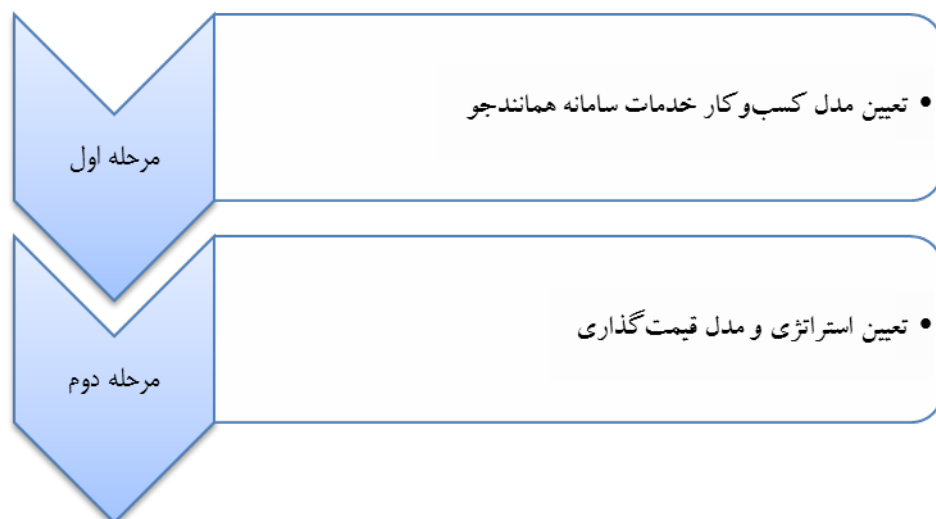 مرحله اول
• تعیین مدل کسب‌وکار خدمات سامانه همانندجو
مرحله دوم
• تعیین استراتژی و مدل قیمت‌گذاری